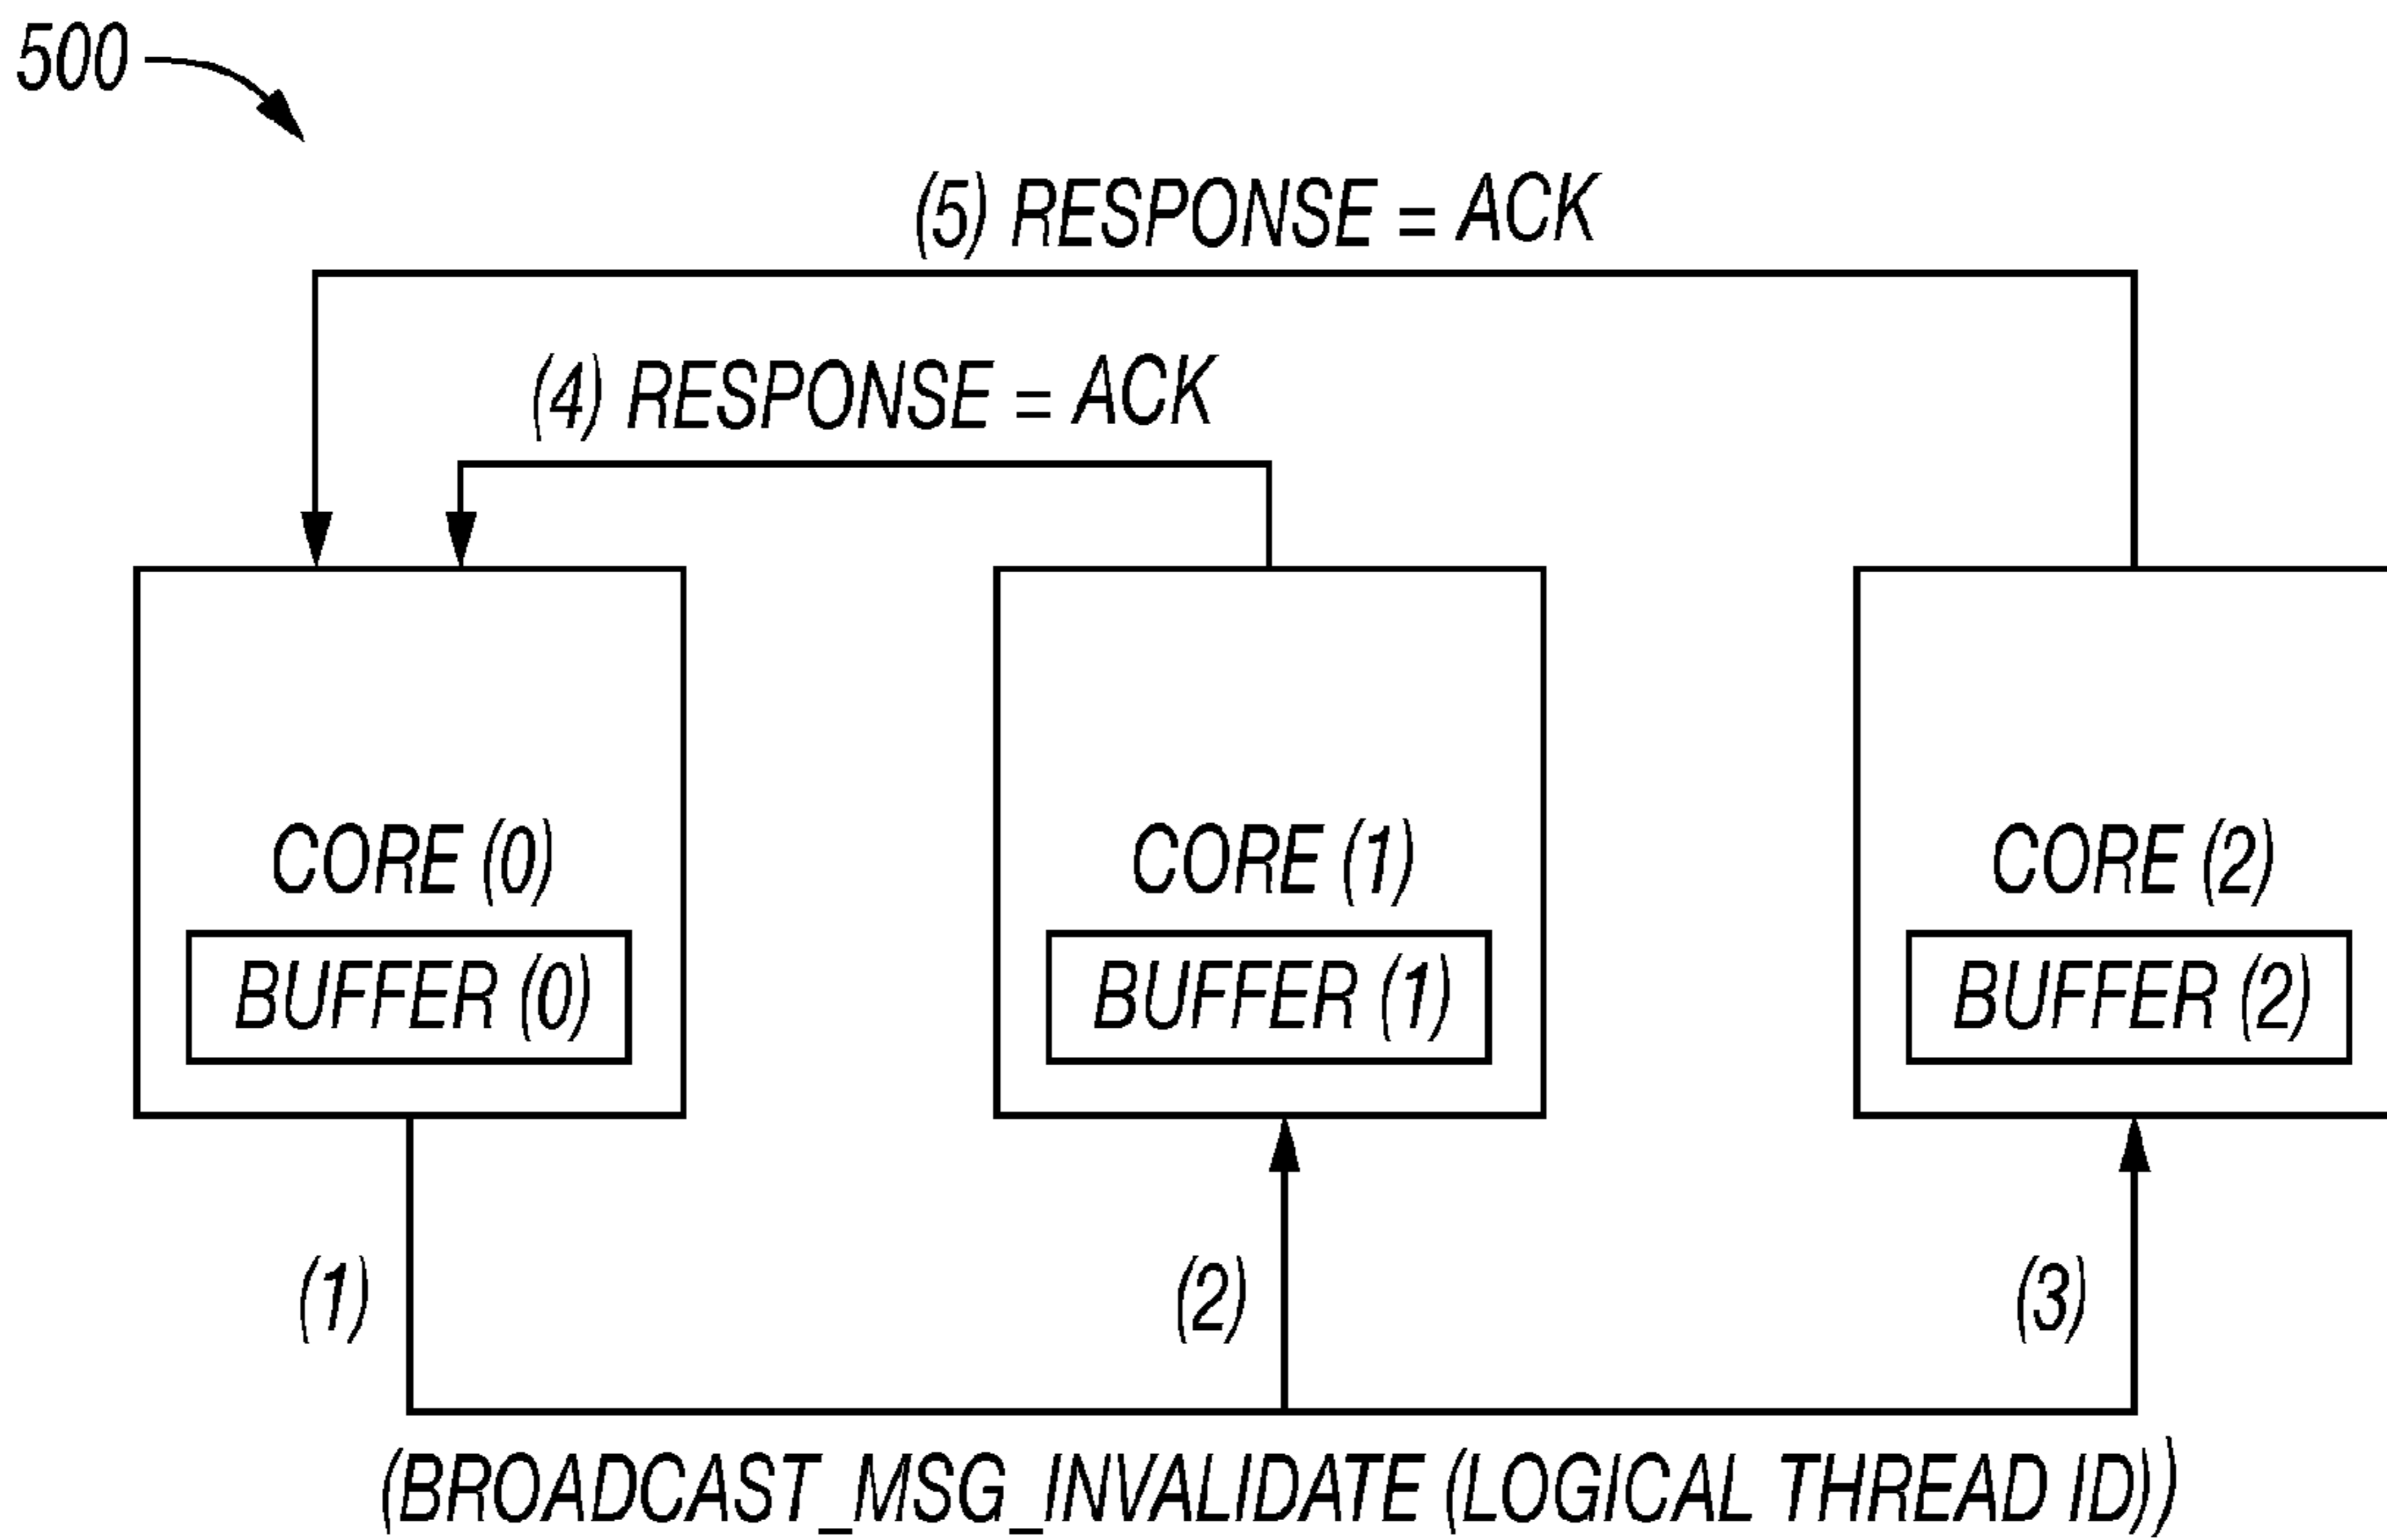 500
(5) RESPONSE = ACK
(4) RESPONSE = ACK
CORE (0)
CORE (1)
CORE (2)
BUFFER (0)
BUFFER (1)
BUFFER (2)
(1)
(2)
(3)
(BROADCAST_MSG_INVALIDATE (LOGICAL THREAD ID))